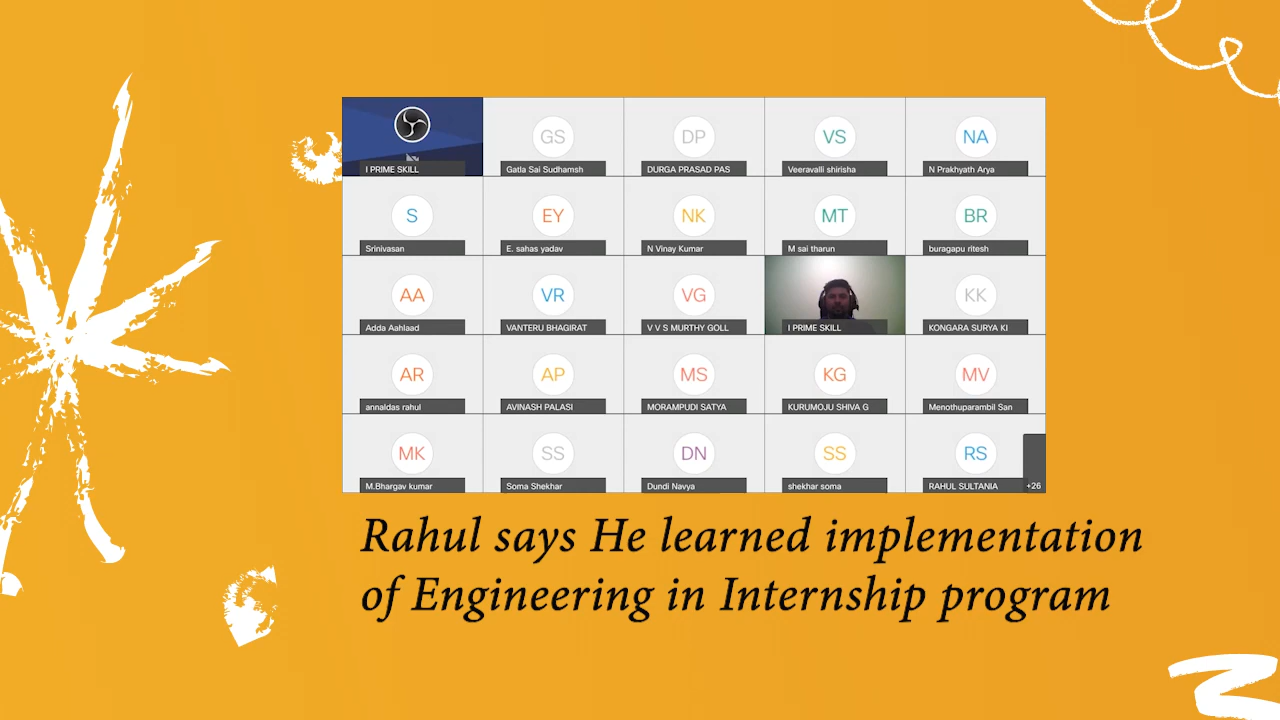 I PRIME SKILL
GS
Gatla Sai Sudhamsh
DP
DURGA PRASAD PAS
VS
Veeravalli shirisha
NA
N Prakhyath Arya
S
Srinivasan
EY
E. sahas yadav
NK
N Vinay Kumar
MT
M sai tharun
BR
buragapu ritesh
AA
Adda Aahlaad
VR
VANTERU BHAGIRAT
VG
V V S MURTHY GOLL
I PRIME SKILL
KK
KONGARA SURYA KI
AR
annaldas rahul
AP
AVINASH PALASI
MS
MORAMPUDI SATYA
KG
KURUMOJU SHIVA G
MV
Menothuparambil San
MK
M.Bhargav kumar
SS
Soma Shekhar
DN
Dundi Navya
SS
shekhar soma
RS
RAHUL SULTANIA
+26
Rahul says He learned implementation
of Engineering in Internship program